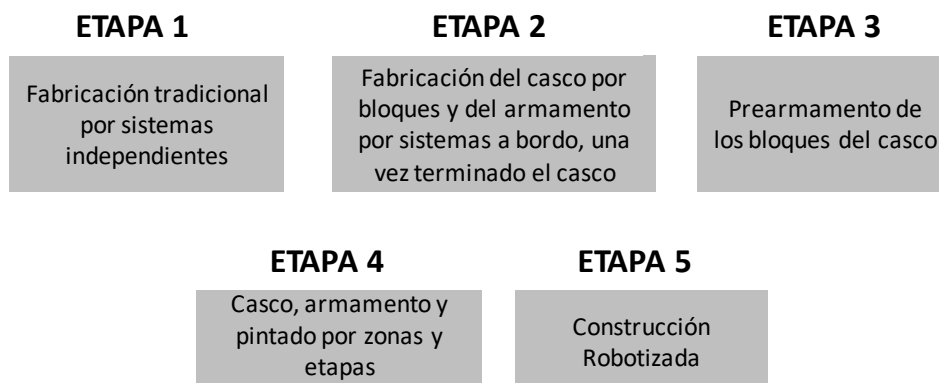 ETAPA 1
Fabricación tradicional
por sistemas
independientes
ETAPA 2
Fabricación del casco por
bloques y del armamento
por sistemas a bordo, una
vez terminado el casco
ETAPA 3
Prearmamento de
los bloques del casco
ETAPA 4
Casco, armamento y
pintado por zonas y
etapas
ETAPA 5
Construcción
Robotizada